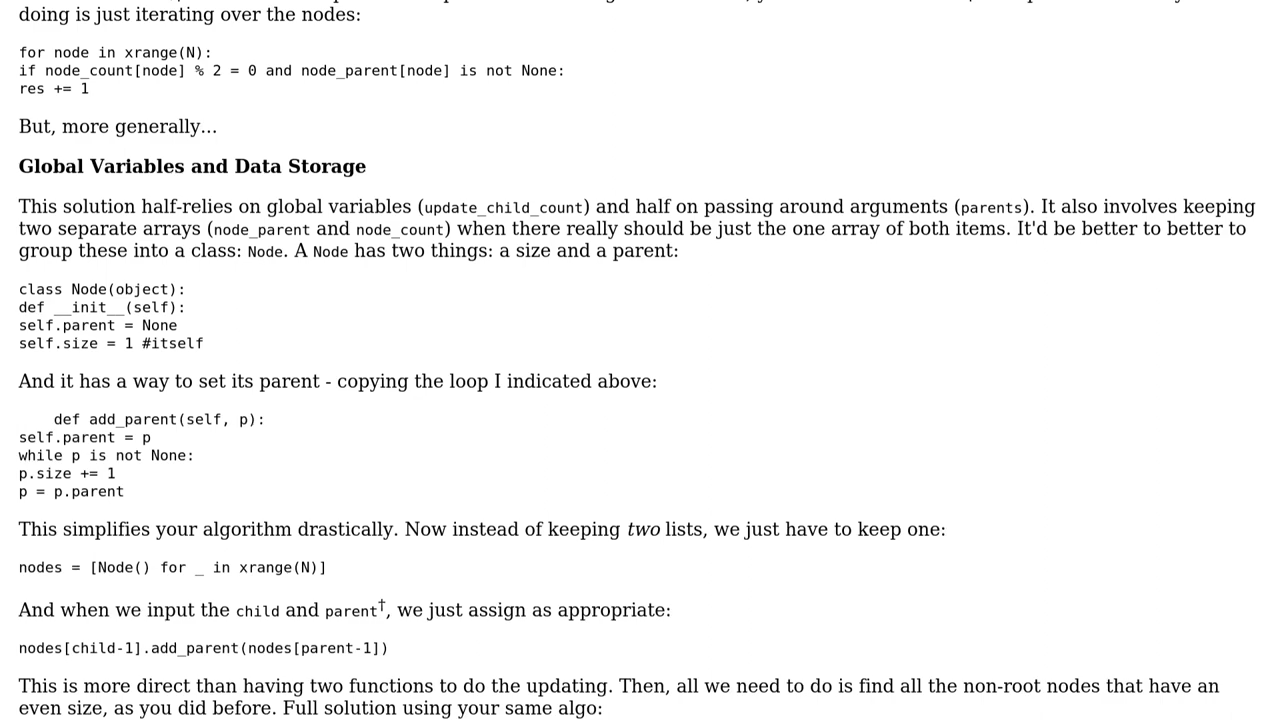 doing is just iterating over the nodes:
for node in xrange(N):
if node_count[node] % 2 = 0 and node_parent[node] is not None:
res += 1
But, more generally...
Global Variables and Data Storage
This solution half-relies on global variables (update_child_count) and half on passing around arguments (parents). It also involves keeping
two separate arrays (node_parent and node_count) when there really should be just the one array of both items. It'd be better to better to
group these into a class: Node. A Node has two things: a size and a parent:
class Node(object):
def __init__(self):
self.parent = None
self.size = 1 #itself
And it has a way to set its parent - copying the loop I indicated above:
    def add_parent(self, p):
self.parent = p
while p is not None:
p.size += 1
p = p.parent
This simplifies your algorithm drastically. Now instead of keeping two lists, we just have to keep one:
nodes = [Node() for _ in xrange(N)]
And when we input the child and parent†, we just assign as appropriate:
nodes[child-1].add_parent(nodes[parent-1])
This is more direct than having two functions to do the updating. Then, all we need to do is find all the non-root nodes that have an
even size, as you did before. Full solution using your same algo: